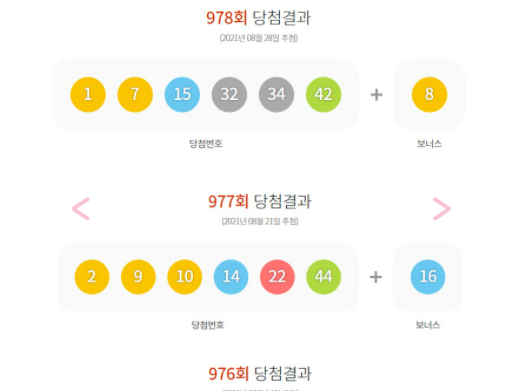 978회 당첨결과
(2021년 08월 28일 추첨)
1 7 15 32 34 42 + 8
당첨번호 보너스
977회 당첨결과
(2021년 08월 21일 추첨)
2 9 10 14 22 44 + 16
당첨번호 보너스
976회 당첨결과